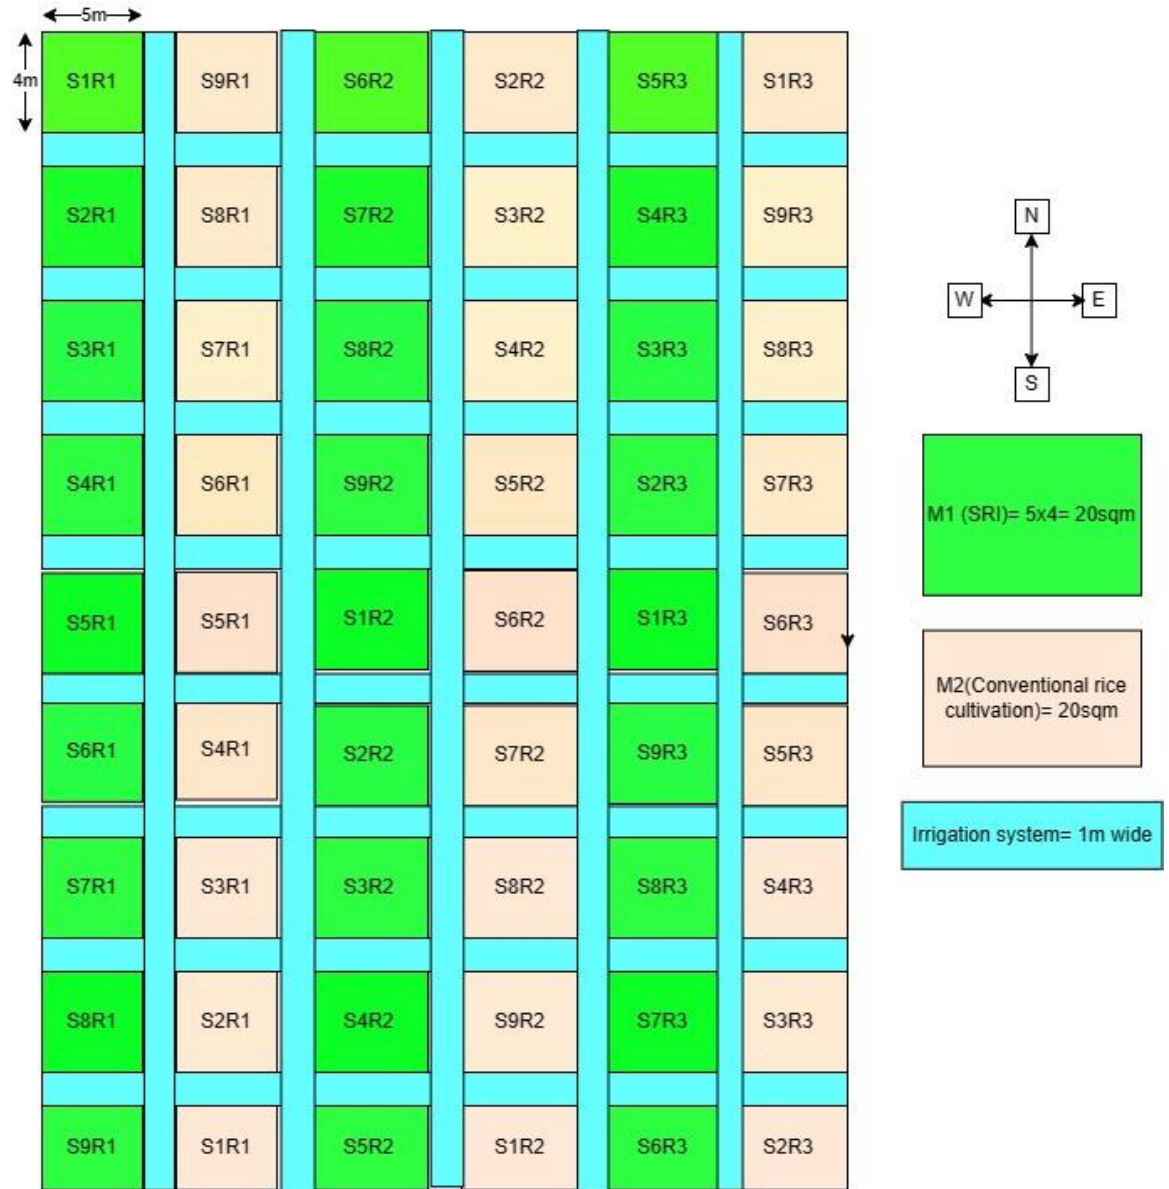 5m
4m
S1R1 S9R1 S6R2 S2R2 S5R3 S1R3
S2R1 S8R1 S7R2 S3R2 S4R3 S9R3
S3R1 S7R1 S8R2 S4R2 S3R3 S8R3
S4R1 S6R1 S9R2 S5R2 S2R3 S7R3
S5R1 S5R1 S1R2 S6R2 S1R3 S6R3
S6R1 S4R1 S2R2 S7R2 S9R3 S5R3
S7R1 S3R1 S3R2 S8R2 S8R3 S4R3
S8R1 S2R1 S4R2 S9R2 S7R3 S3R3
S9R1 S1R1 S5R2 S1R2 S6R3 S2R3
N
W E
S
M1 (SRI)= 5x4= 20sqm
M2(Conventional rice
cultivation)= 20sqm
Irrigation system= 1m wide